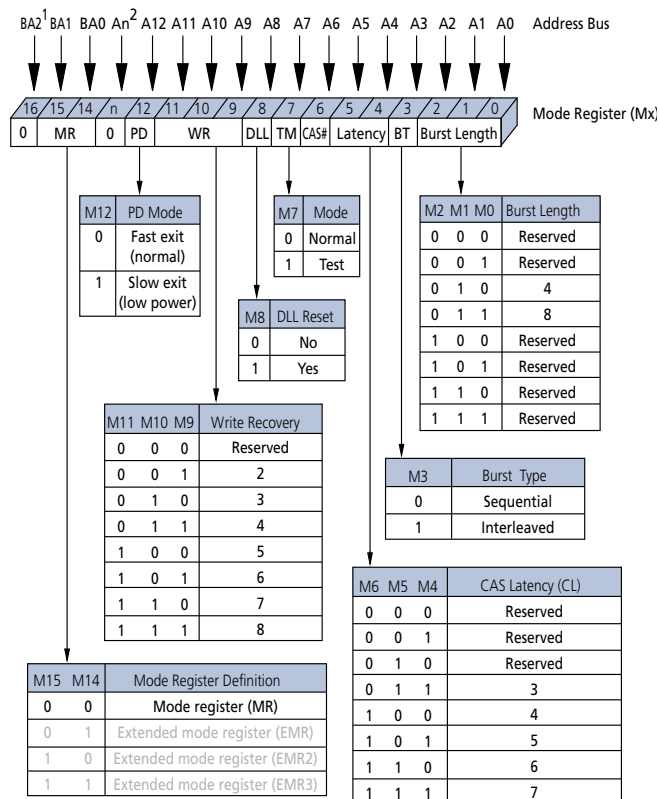 BA2¹ BA1 BA0 An² A12 A11 A10 A9 A8 A7 A6 A5 A4 A3 A2 A1 A0 Address Bus
16 15 14 n 12 11 10 9 8 7 6 5 4 3 2 1 0 Mode Register (Mx)
0 MR 0 PD WR DLL TM CAS# Latency BT Burst Length
M12 PD Mode
0 Fast exit
(normal)
1 Slow exit
(low power)
M7 Mode
0 Normal
1 Test
M2 M1 M0 Burst Length
0 0 0 Reserved
0 0 1 Reserved
0 1 0 4
0 1 1 8
1 0 0 Reserved
1 0 1 Reserved
1 1 0 Reserved
1 1 1 Reserved
M8 DLL Reset
0 No
1 Yes
M11 M10 M9 Write Recovery
0 0 0 Reserved
0 0 1 2
0 1 0 3
0 1 1 4
1 0 0 5
1 0 1 6
1 1 0 7
1 1 1 8
M3 Burst Type
0 Sequential
1 Interleaved
M6 M5 M4 CAS Latency (CL)
0 0 0 Reserved
0 0 1 Reserved
0 1 0 Reserved
0 1 1 3
1 0 0 4
1 0 1 5
1 1 0 6
1 1 1 7
M15 M14 Mode Register Definition
0 0 Mode register (MR)
0 1 Extended mode register (EMR)
1 0 Extended mode register (EMR2)
1 1 Extended mode register (EMR3)